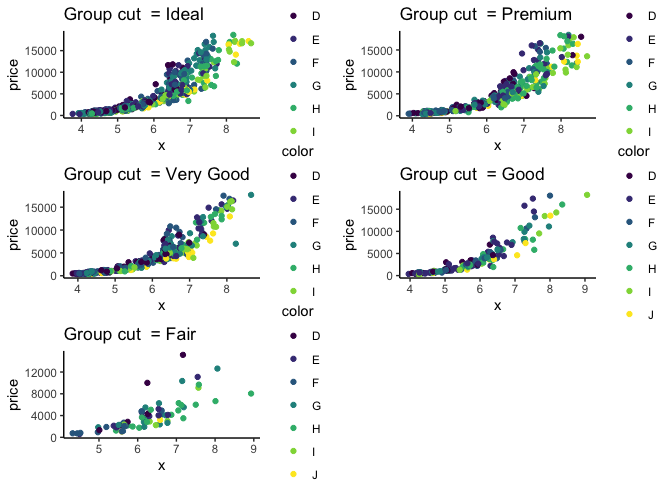 Group cut  = Ideal
price
15000
10000
5000
0
4 5 6 7 8
x
D
E
F
G
H
I
Group cut  = Premium
price
15000
10000
5000
0
4 5 6 7 8
x
D
E
F
G
H
I
Group cut  = Very Good
price
15000
10000
5000
0
4 5 6 7 8
x
color
D
E
F
G
H
I
Group cut  = Good
price
15000
10000
5000
0
4 5 6 7 8 9
x
color
D
E
F
G
H
I
J
Group cut  = Fair
price
12000
8000
4000
0
5 6 7 8 9
x
color
D
E
F
G
H
I
J